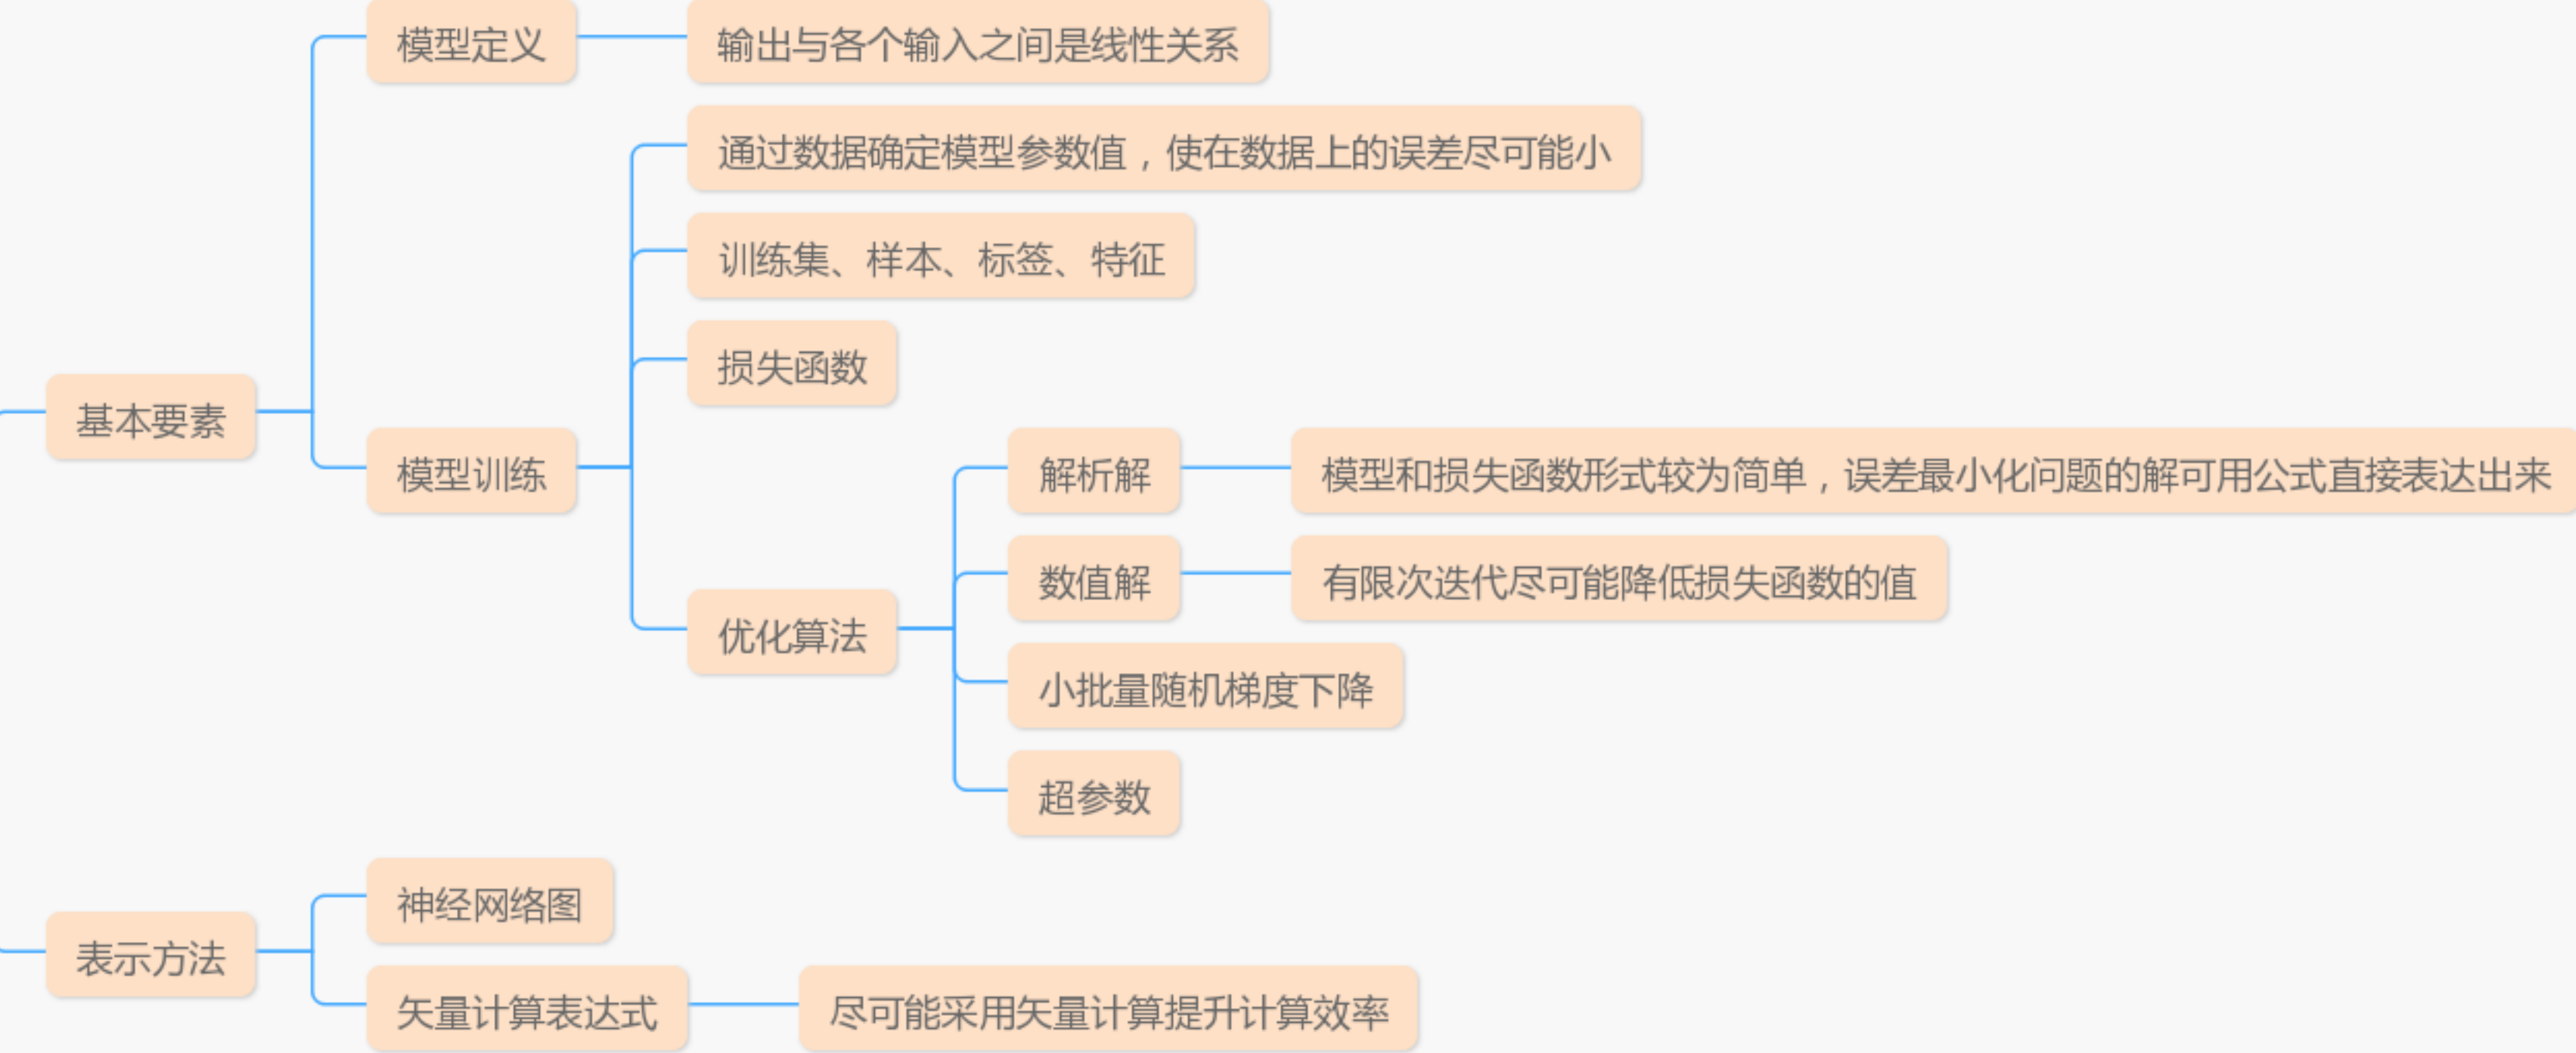 模型定义
输出与各个输入之间是线性关系
通过数据确定模型参数值，使在数据上的误差尽可能小
训练集、样本、标签、特征
损失函数
基本要素
模型训练
解析解
模型和损失函数形式较为简单，误差最小化问题的解可用公式直接表达出来
数值解
有限次迭代尽可能降低损失函数的值
优化算法
小批量随机梯度下降
超参数
神经网络图
表示方法
矢量计算表达式
尽可能采用矢量计算提升计算效率